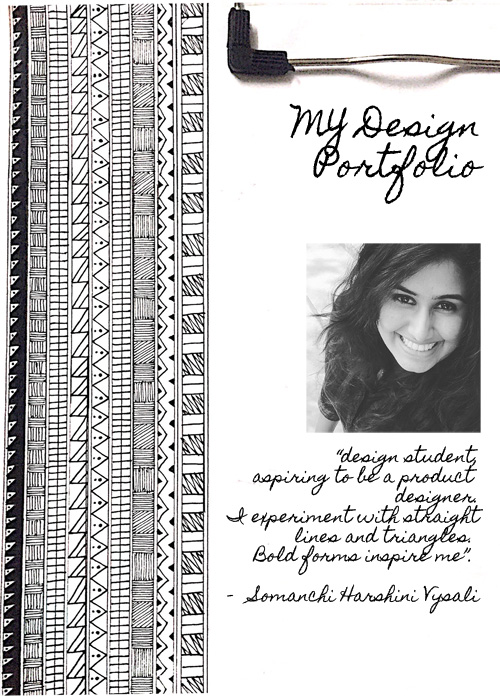 MY Design
Portfolio
"design student,
aspiring to be a product
designer.
I experiment with straight
lines and triangles.
Bold forms inspire me".
- Somanchi Harshini Vysali